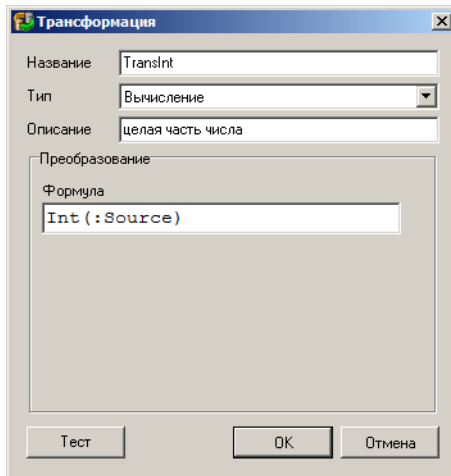 Трансформация
Название TransInt
Тип Вычисление
Описание целая часть числа
Преобразование
Формула
Int(:Source)
Тест OK Отмена